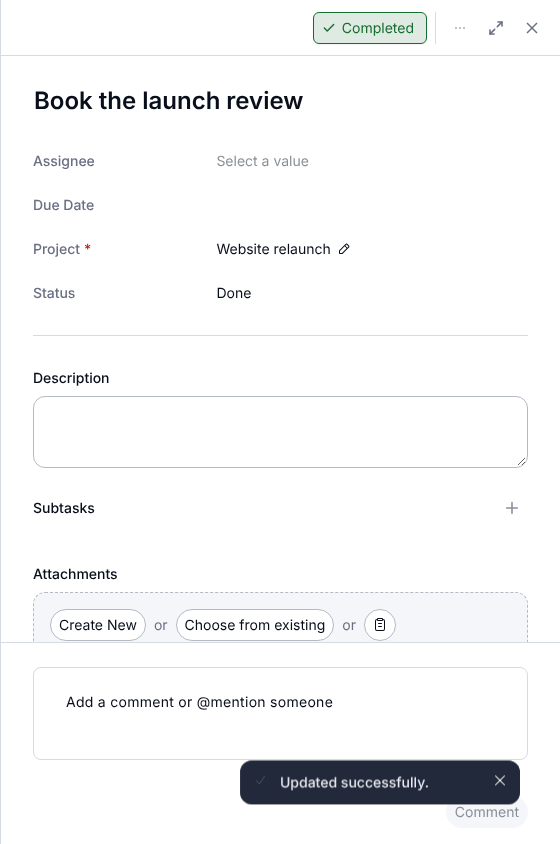 Completed
Book the launch review
Assignee Select a value
Due Date
Project * Website relaunch
Status Done
Description
Subtasks
Attachments
Create New or Choose from existing or
Add a comment or @mention someone
Updated successfully.
Comment